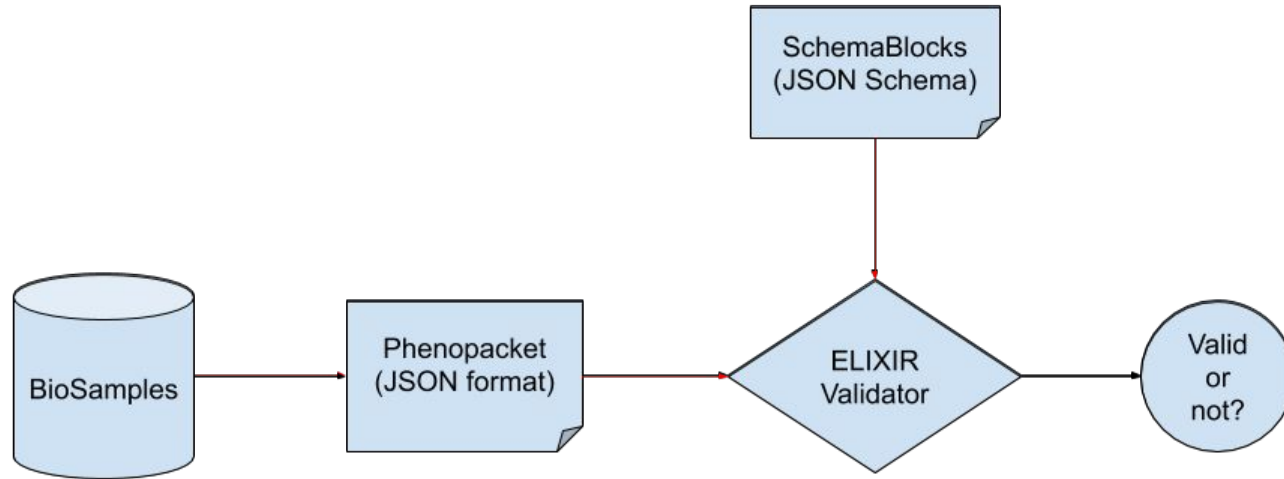 SchemaBlocks
(JSON Schema)
BioSamples
Phenopacket
(JSON format)
ELIXIR
Validator
Valid
or
not?